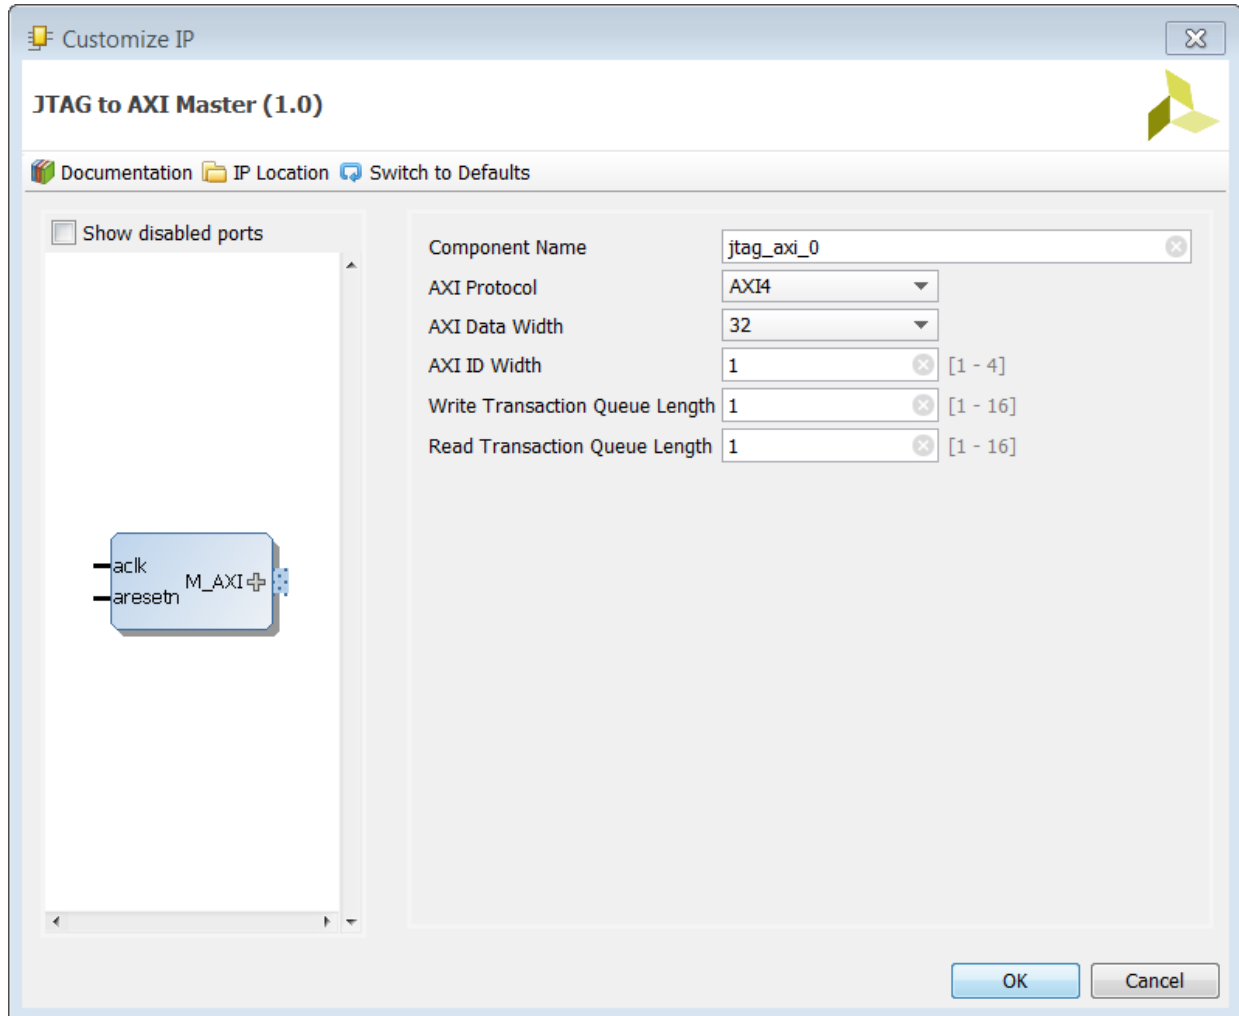 Customize IP
JTAG to AXI Master (1.0)
Documentation IP Location Switch to Defaults
Show disabled ports
aclk
aresetn
M_AXI
Component Name jtag_axi_0
AXI Protocol AXI4
AXI Data Width 32
AXI ID Width 1 [1 - 4]
Write Transaction Queue Length 1 [1 - 16]
Read Transaction Queue Length 1 [1 - 16]
OK Cancel